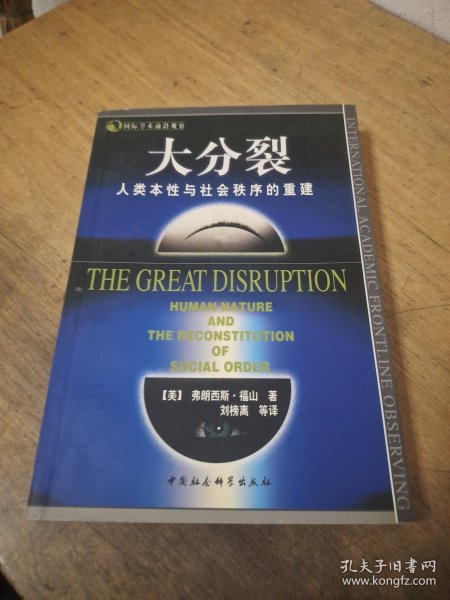 国际学术前沿观察
大分裂
人类本性与社会秩序的重建
THE GREAT DISRUPTION
HUMAN NATURE
AND
THE RECONSTITUTION
OF
SOCIAL ORDER
【美】 弗朗西斯·福山 著
刘榜离 等译
中国社会科学出版社
INTERNATIONAL ACADEMIC FRONTLINE OBSERVING
孔夫子旧书网
www.kongfz.com